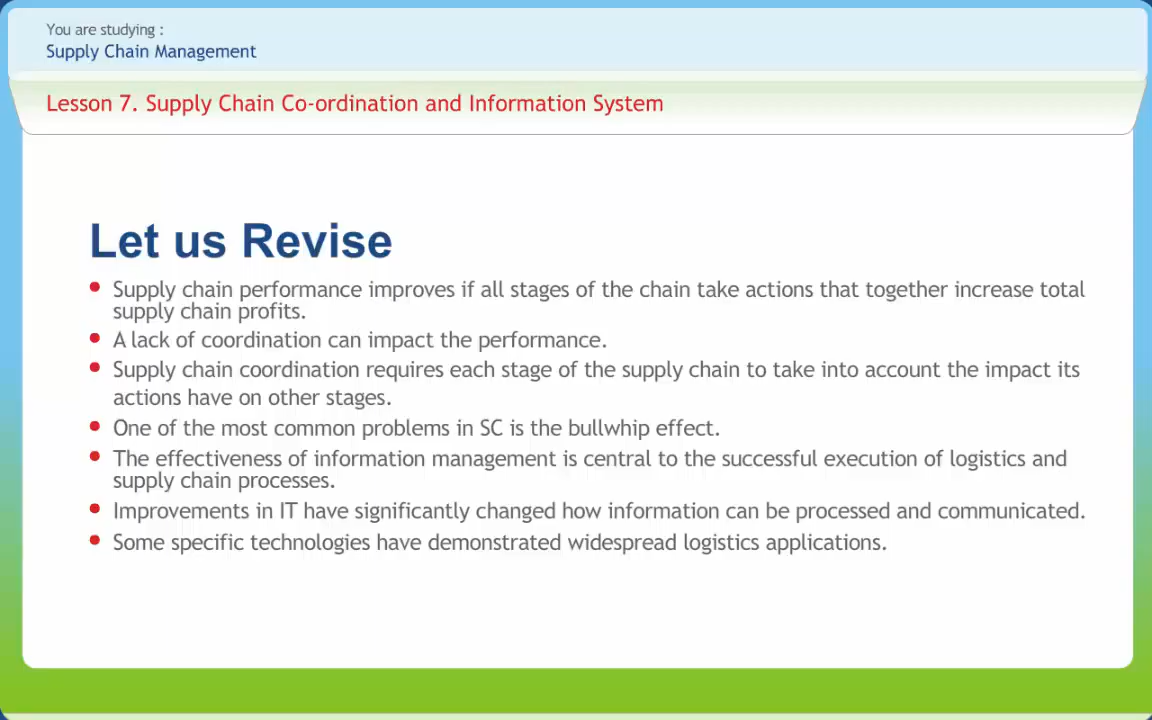 You are studying :
Supply Chain Management
Lesson 7. Supply Chain Co-ordination and Information System
Let us Revise
• Supply chain performance improves if all stages of the chain take actions that together increase total
supply chain profits.
• A lack of coordination can impact the performance.
• Supply chain coordination requires each stage of the supply chain to take into account the impact its
actions have on other stages.
• One of the most common problems in SC is the bullwhip effect.
• The effectiveness of information management is central to the successful execution of logistics and
supply chain processes.
• Improvements in IT have significantly changed how information can be processed and communicated.
• Some specific technologies have demonstrated widespread logistics applications.